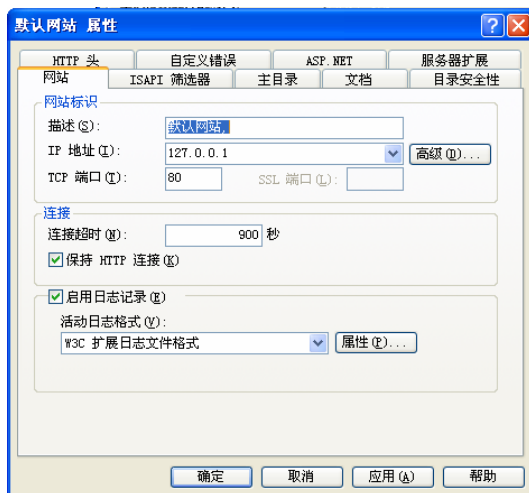 默认网站 属性
HTTP 头 自定义错误 ASP.NET 服务器扩展
网站 ISAPI 筛选器 主目录 文档 目录安全性
网站标识
描述(S): 默认网站,
IP 地址(I): 127.0.0.1 高级(D)...
TCP 端口(T): 80 SSL 端口(L):
连接
连接超时(N): 900 秒
保持 HTTP 连接(K)
启用日志记录(E)
活动日志格式(V):
W3C 扩展日志文件格式 属性(P)...
确定 取消 应用(A) 帮助